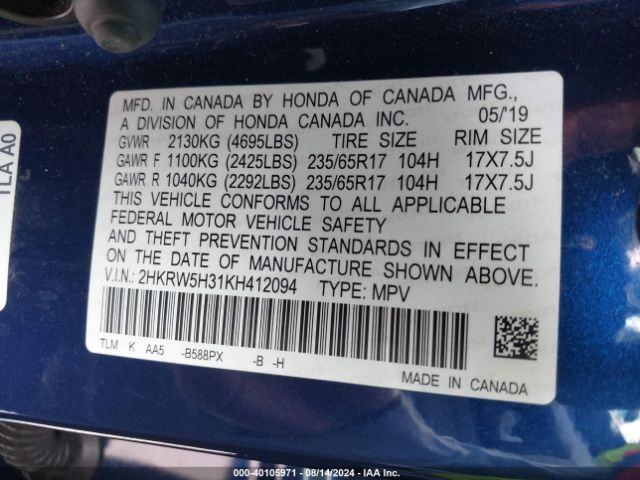 TLA A0
MFD. IN CANADA BY HONDA OF CANADA MFG.,
A DIVISION OF HONDA CANADA INC. 05/'19
GVWR 2130KG (4695LBS) TIRE SIZE RIM SIZE
GAWR F 1100KG (2425LBS) 235/65R17 104H 17X7.5J
GAWR R 1040KG (2292LBS) 235/65R17 104H 17X7.5J
THIS VEHICLE CONFORMS TO ALL APPLICABLE
FEDERAL MOTOR VEHICLE SAFETY
AND THEFT PREVENTION STANDARDS IN EFFECT
ON THE DATE OF MANUFACTURE SHOWN ABOVE.
V.I.N.: 2HKRW5H31KH412094 TYPE: MPV
TLM K AA5 -B588PX -B -H
MADE IN CANADA
000-40105971 - 08/14/2024 - IAA Inc.